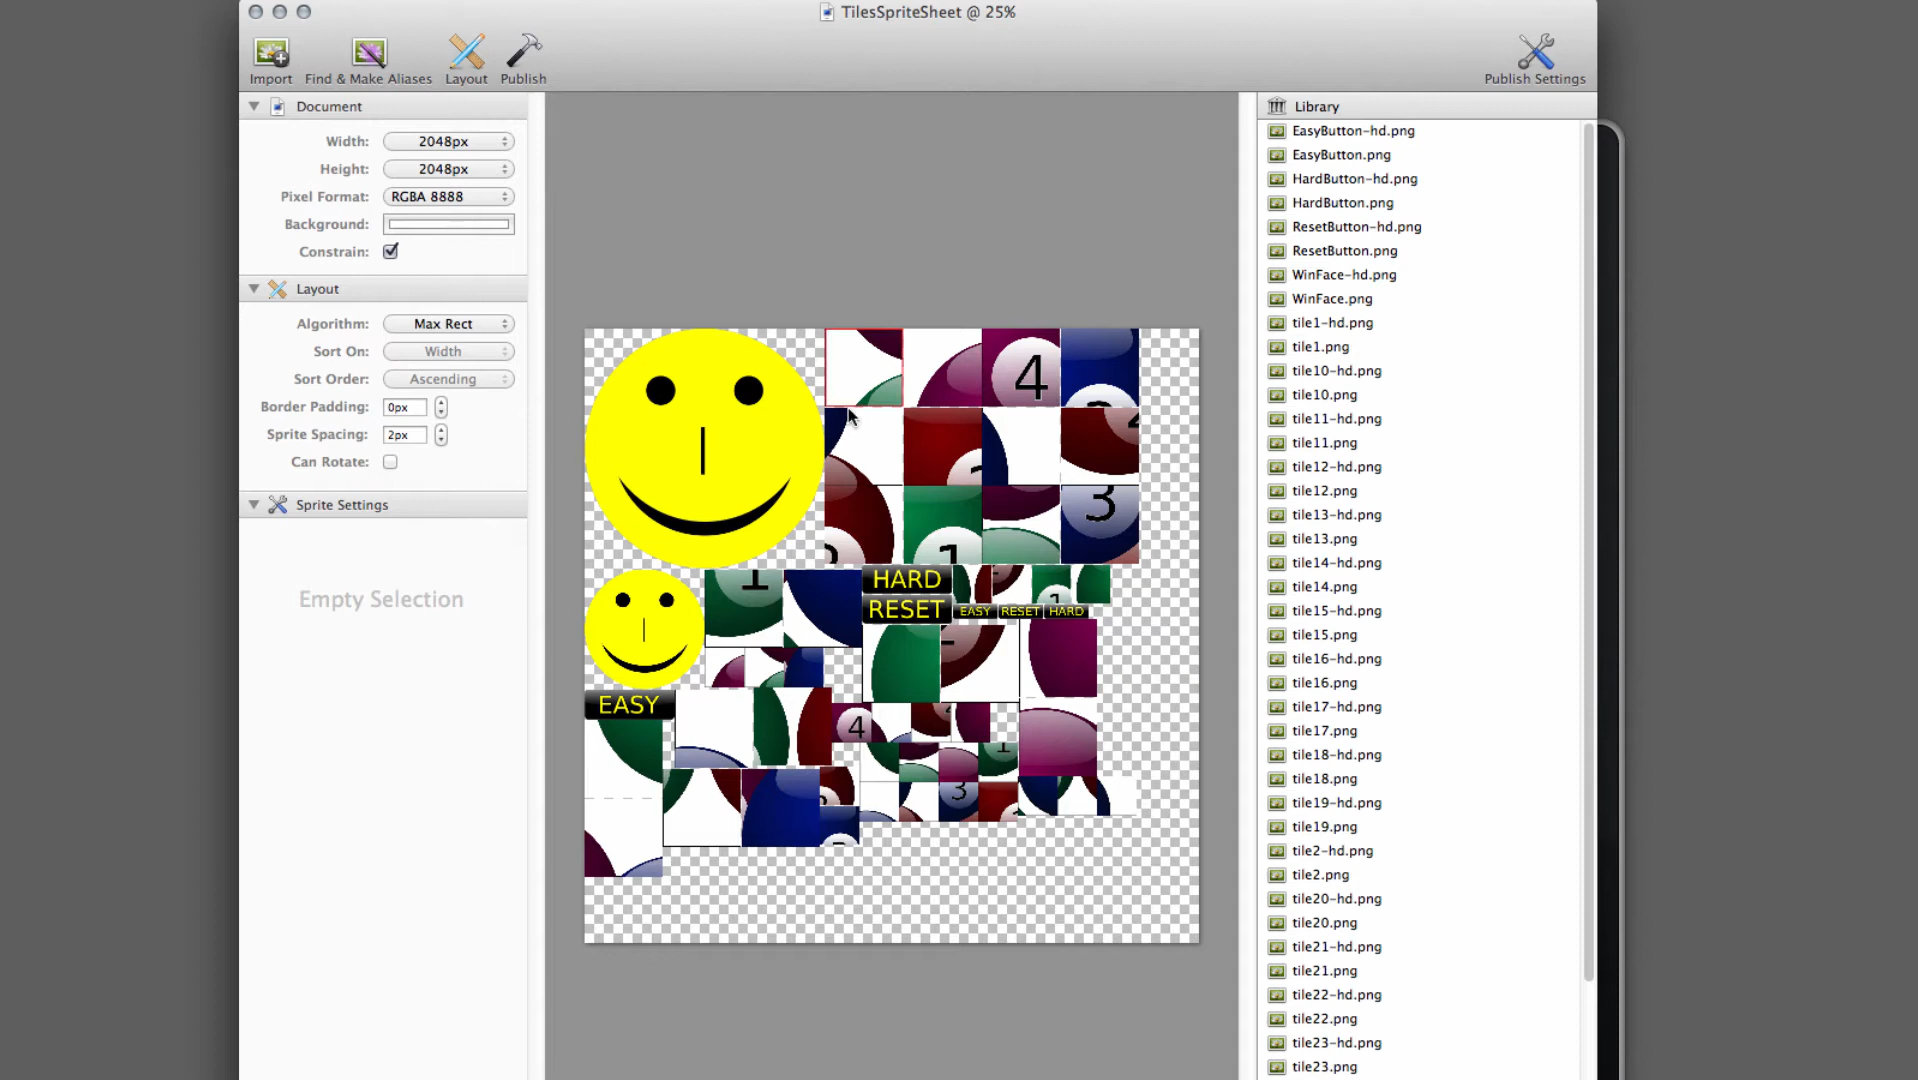 TilesSpriteSheet @ 25%
Import
Find & Make Aliases
Layout
Publish
Publish Settings
Document
Width: 2048px
Height: 2048px
Pixel Format: RGBA 8888
Background:
Constrain:
Layout
Algorithm: Max Rect
Sort On: Width
Sort Order: Ascending
Border Padding: 0px
Sprite Spacing: 2px
Can Rotate:
Sprite Settings
Empty Selection
4
3
1
1
HARD
RESET
EASY RESET HARD
EASY
4
3
Library
EasyButton-hd.png
EasyButton.png
HardButton-hd.png
HardButton.png
ResetButton-hd.png
ResetButton.png
WinFace-hd.png
WinFace.png
tile1-hd.png
tile1.png
tile10-hd.png
tile10.png
tile11-hd.png
tile11.png
tile12-hd.png
tile12.png
tile13-hd.png
tile13.png
tile14-hd.png
tile14.png
tile15-hd.png
tile15.png
tile16-hd.png
tile16.png
tile17-hd.png
tile17.png
tile18-hd.png
tile18.png
tile19-hd.png
tile19.png
tile2-hd.png
tile2.png
tile20-hd.png
tile20.png
tile21-hd.png
tile21.png
tile22-hd.png
tile22.png
tile23-hd.png
tile23.png